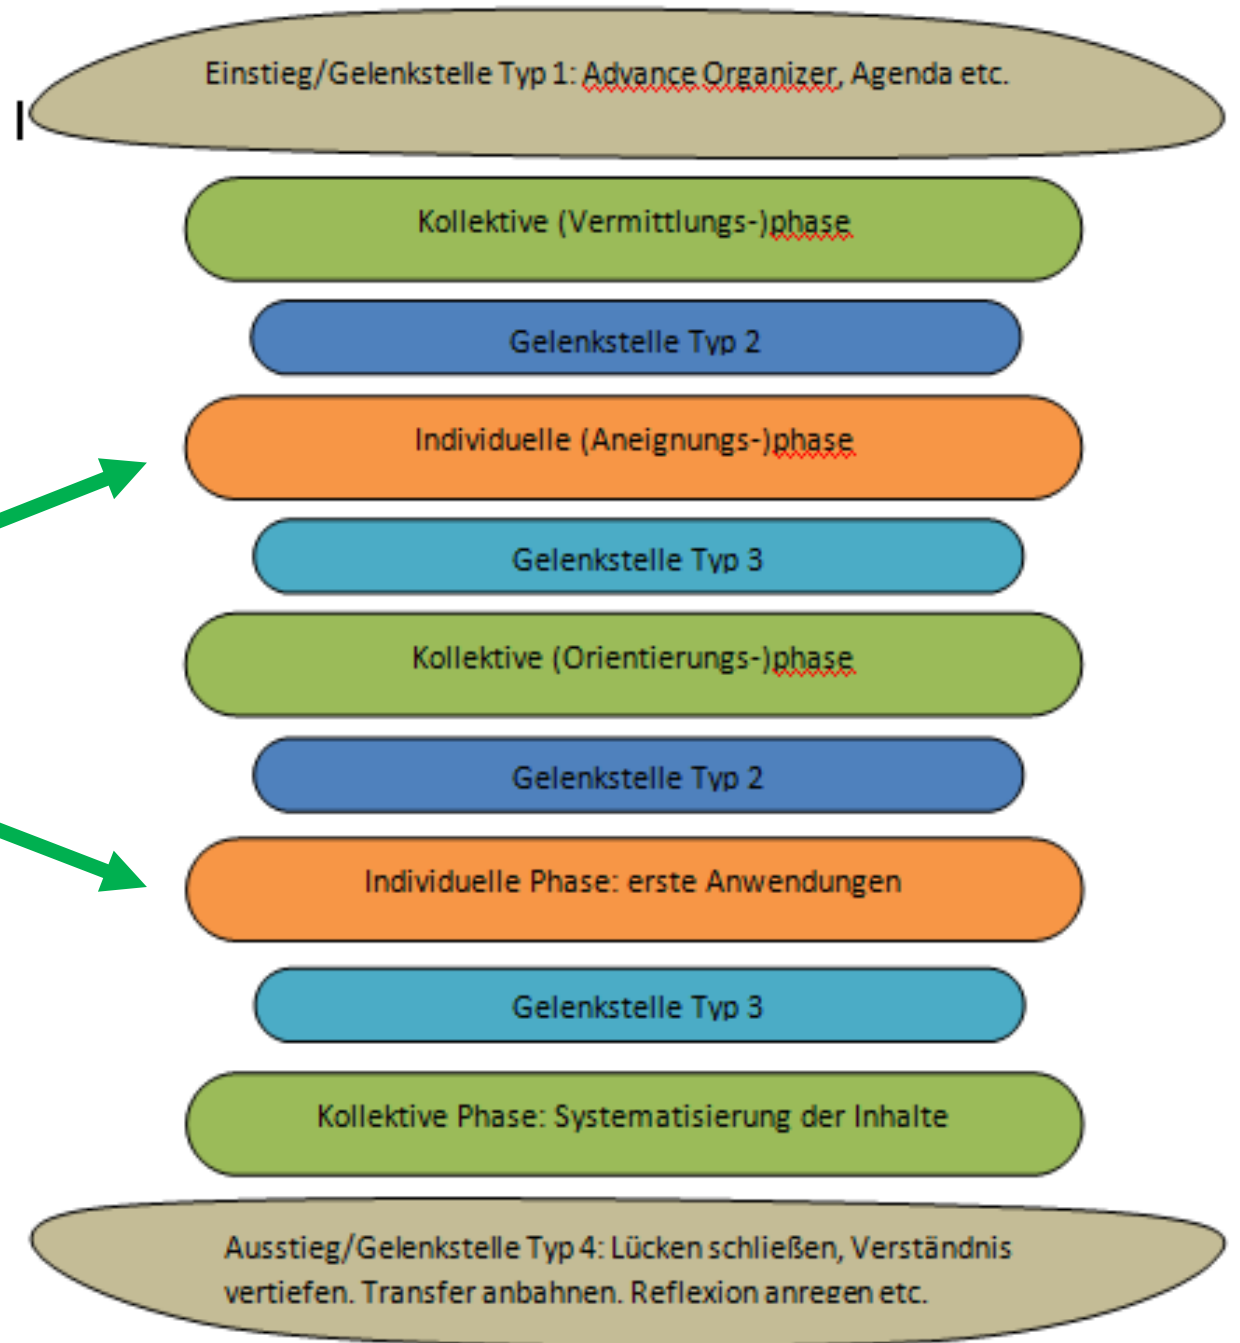 Einstieg/Gelenkstelle Typ 1: Advance Organizer, Agenda etc.
Kollektive (Vermittlungs-)phase
Gelenkstelle Typ 2
Individuelle (Aneignungs-)phase
Gelenkstelle Typ 3
Kollektive (Orientierungs-)phase
Gelenkstelle Typ 2
Individuelle Phase: erste Anwendungen
Gelenkstelle Typ 3
Kollektive Phase: Systematisierung der Inhalte
Ausstieg/Gelenkstelle Typ 4: Lücken schließen, Verständnis
vertiefen. Transfer anbahnen. Reflexion anregen etc.